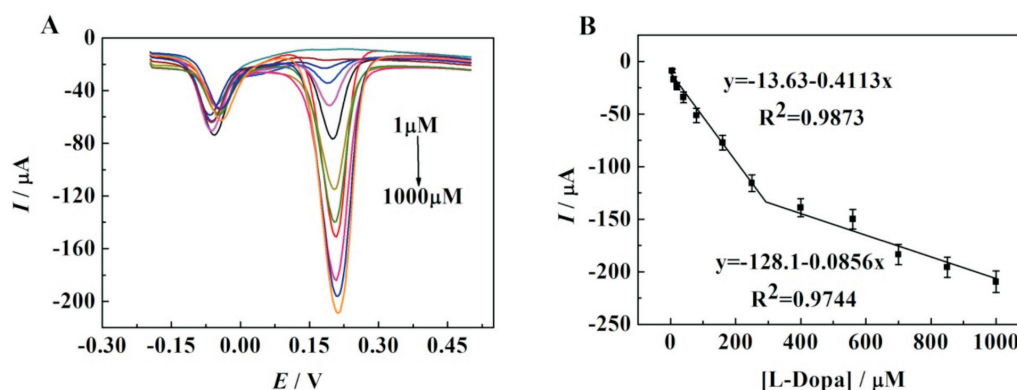 A
0
-40
-80
-120
-160
-200
I / μA
-0.30
-0.15
0.00
0.15
0.30
0.45
E / V
1μM
1000μM
B
0
-50
-100
-150
-200
-250
I / μA
0
200
400
600
800
1000
[L-Dopa] / μM
y=-13.63-0.4113x
R²=0.9873
y=-128.1-0.0856x
R²=0.9744